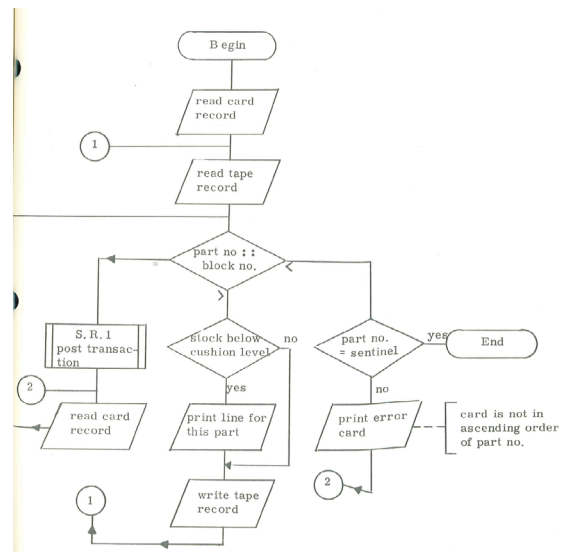 Begin
read card
record
1
read tape
record
part no ::
block no.
=
<
>
S.R.1
post transac-
tion
stock below
cushion level
no
yes
part no.
= sentinel
yes
End
no
2
read card
record
print line for
this part
print error
card
card is not in
ascending order
of part no.
2
1
write tape
record